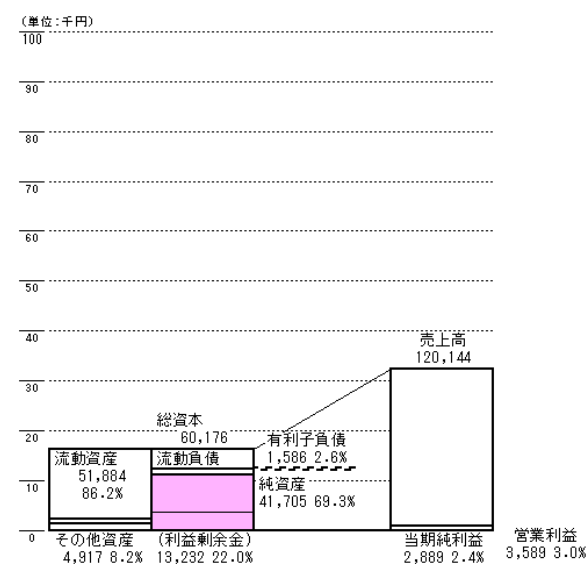 (単位:千円)
100
90
80
70
60
50
40
売上高
120,144
30
総資本
60,176
20
有利子負債
1,586 2.6%
流動資産
51,884
86.2%
流動負債
純資産
41,705 69.3%
10
0
その他資産
4,917 8.2%
(利益剰余金)
13,232 22.0%
当期純利益
2,889 2.4%
営業利益
3,589 3.0%